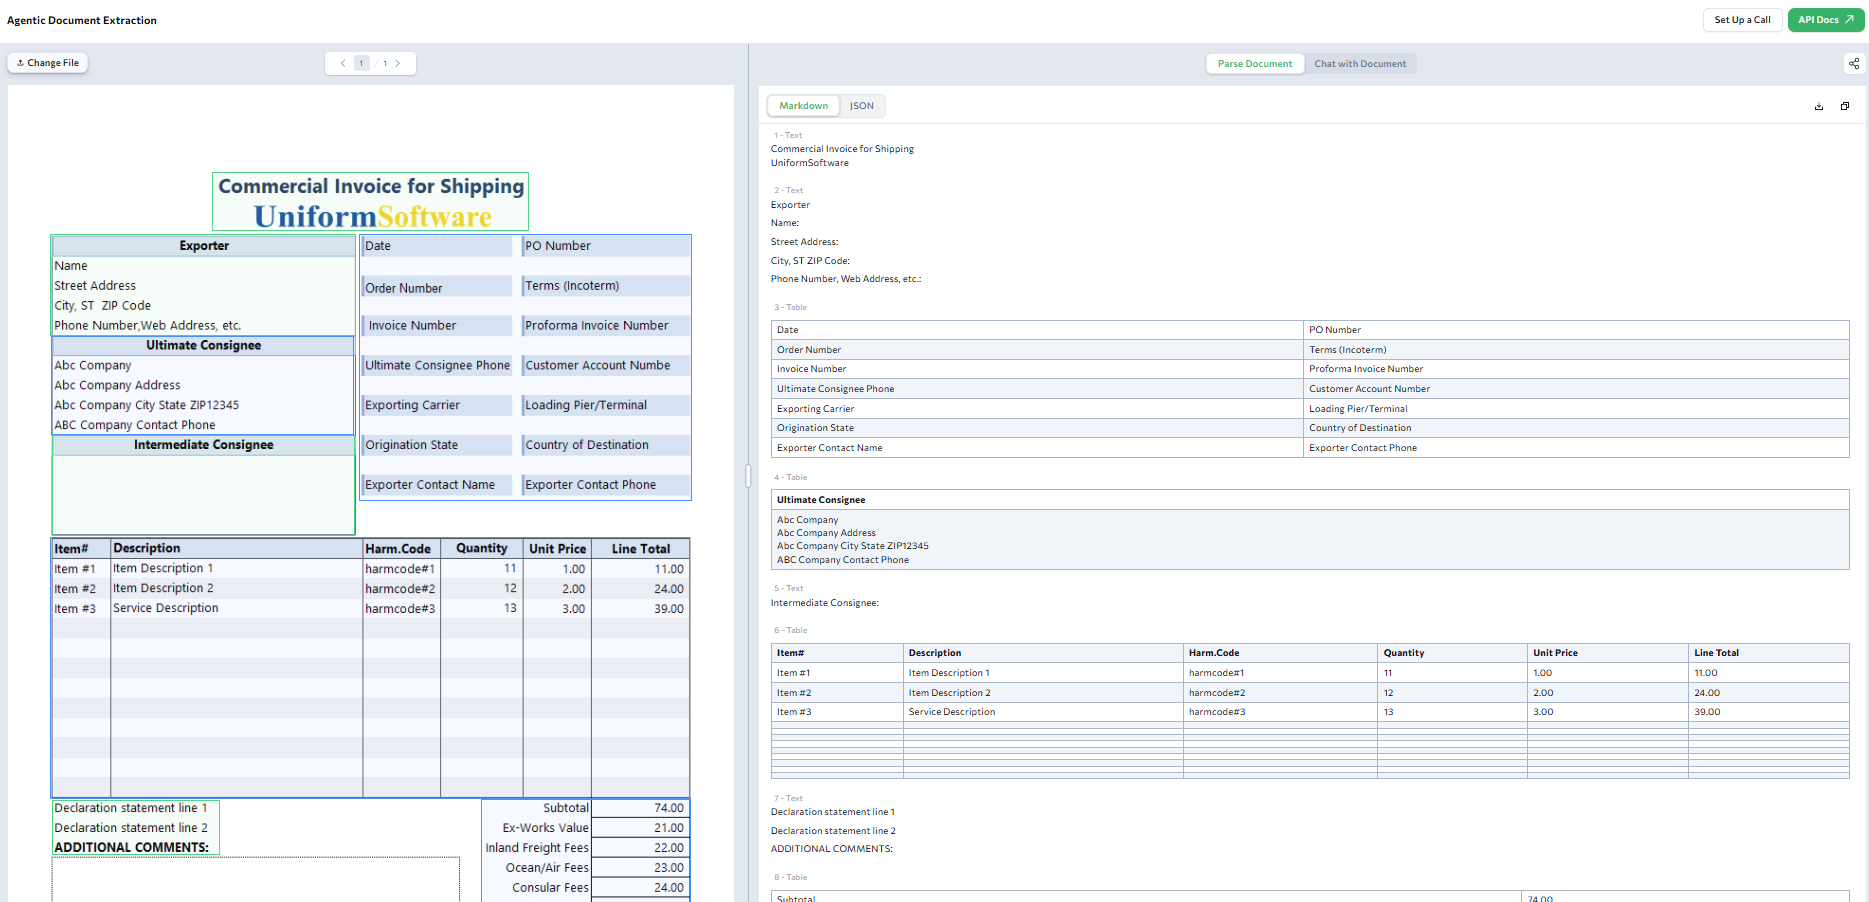 Agentic Document Extraction
Set Up a Call
API Docs
Change File
1 / 1
Parse Document
Chat with Document
Commercial Invoice for Shipping
UniformSoftware
Exporter
Name
Street Address
City, ST ZIP Code
Phone Number,Web Address, etc.
Ultimate Consignee
Abc Company
Abc Company Address
Abc Company City State ZIP12345
ABC Company Contact Phone
Intermediate Consignee
Date PO Number
Order Number Terms (Incoterm)
Invoice Number Proforma Invoice Number
Ultimate Consignee Phone Customer Account Numbe
Exporting Carrier Loading Pier/Terminal
Origination State Country of Destination
Exporter Contact Name Exporter Contact Phone
Item# Description Harm.Code Quantity Unit Price Line Total
Item #1 Item Description 1 harmcode#1 11 1.00 11.00
Item #2 Item Description 2 harmcode#2 12 2.00 24.00
Item #3 Service Description harmcode#3 13 3.00 39.00
Declaration statement line 1
Declaration statement line 2
ADDITIONAL COMMENTS:
Subtotal 74.00
Ex-Works Value 21.00
Inland Freight Fees 22.00
Ocean/Air Fees 23.00
Consular Fees 24.00
Markdown
JSON
1 - Text
Commercial Invoice for Shipping
UniformSoftware
2 - Text
Exporter
Name:
Street Address:
City, ST ZIP Code:
Phone Number, Web Address, etc.:
3 - Table
Date PO Number
Order Number Terms (Incoterm)
Invoice Number Proforma Invoice Number
Ultimate Consignee Phone Customer Account Number
Exporting Carrier Loading Pier/Terminal
Origination State Country of Destination
Exporter Contact Name Exporter Contact Phone
4 - Table
Ultimate Consignee
Abc Company
Abc Company Address
Abc Company City State ZIP12345
ABC Company Contact Phone
5 - Text
Intermediate Consignee:
6 - Table
Item# Description Harm.Code Quantity Unit Price Line Total
Item #1 Item Description 1 harmcode#1 11 1.00 11.00
Item #2 Item Description 2 harmcode#2 12 2.00 24.00
Item #3 Service Description harmcode#3 13 3.00 39.00
7 - Text
Declaration statement line 1
Declaration statement line 2
ADDITIONAL COMMENTS:
8 - Table
Subtotal 74.00